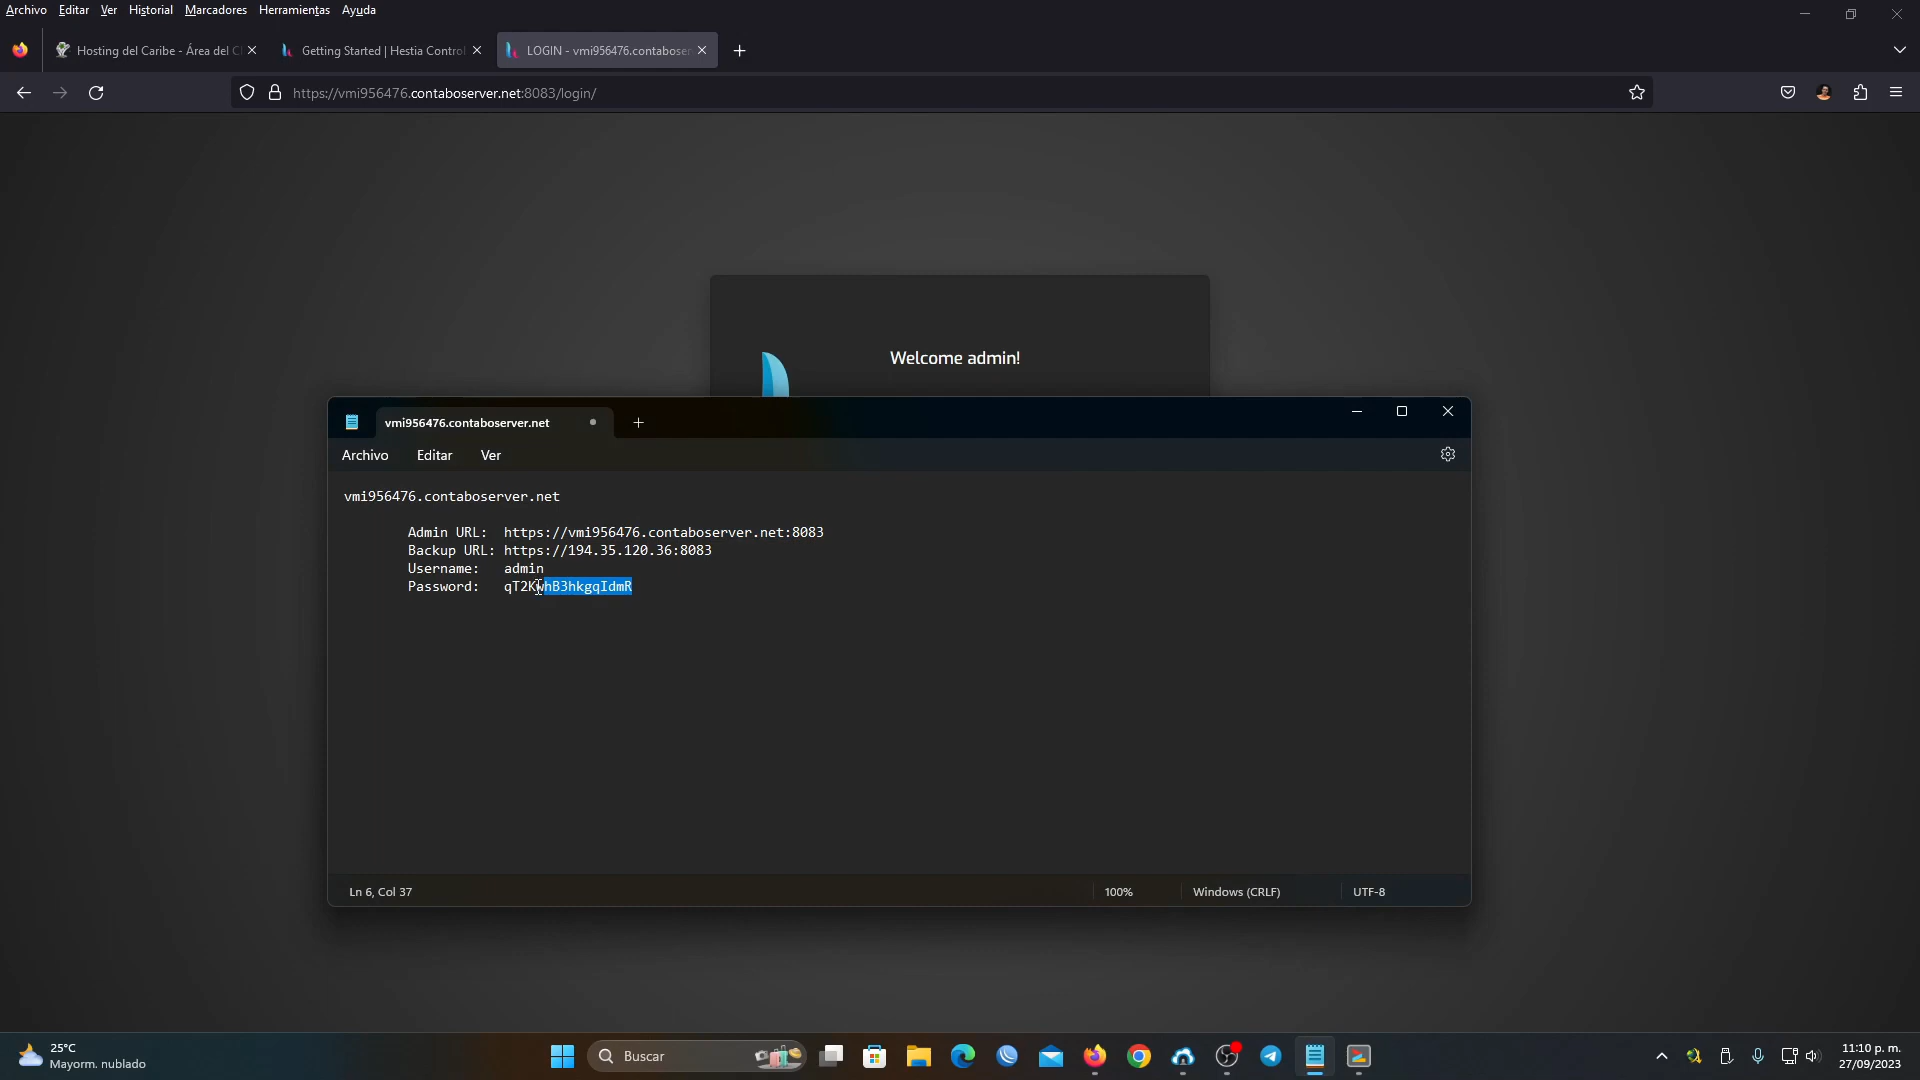 Archivo Editar Ver Historial Marcadores Herramientas Ayuda
Hosting del Caribe - Área del Cl
Getting Started | Hestia Control
LOGIN - vmi956476.contaboser
https://vmi956476.contaboserver.net:8083/login/
Welcome admin!
vmi956476.contaboserver.net
Archivo Editar Ver
vmi956476.contaboserver.net
Admin URL: https://vmi956476.contaboserver.net:8083
Backup URL: https://194.35.120.36:8083
Username: admin
Password: qT2KwhB3hkgqIdmR
Ln 6, Col 37
100%
Windows (CRLF)
UTF-8
25°C
Mayorm. nublado
Buscar
11:10 p. m.
27/09/2023